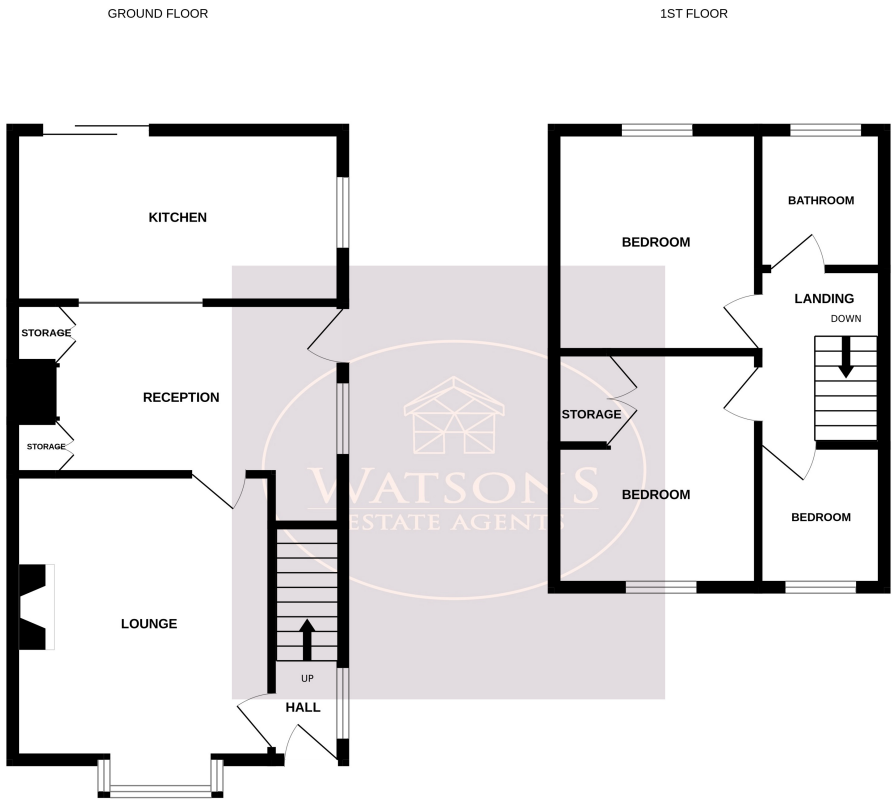 GROUND FLOOR
1ST FLOOR
KITCHEN
STORAGE
RECEPTION
STORAGE
LOUNGE
UP
HALL
BEDROOM
BATHROOM
LANDING
DOWN
STORAGE
BEDROOM
BEDROOM
WATSONS
ESTATE AGENTS